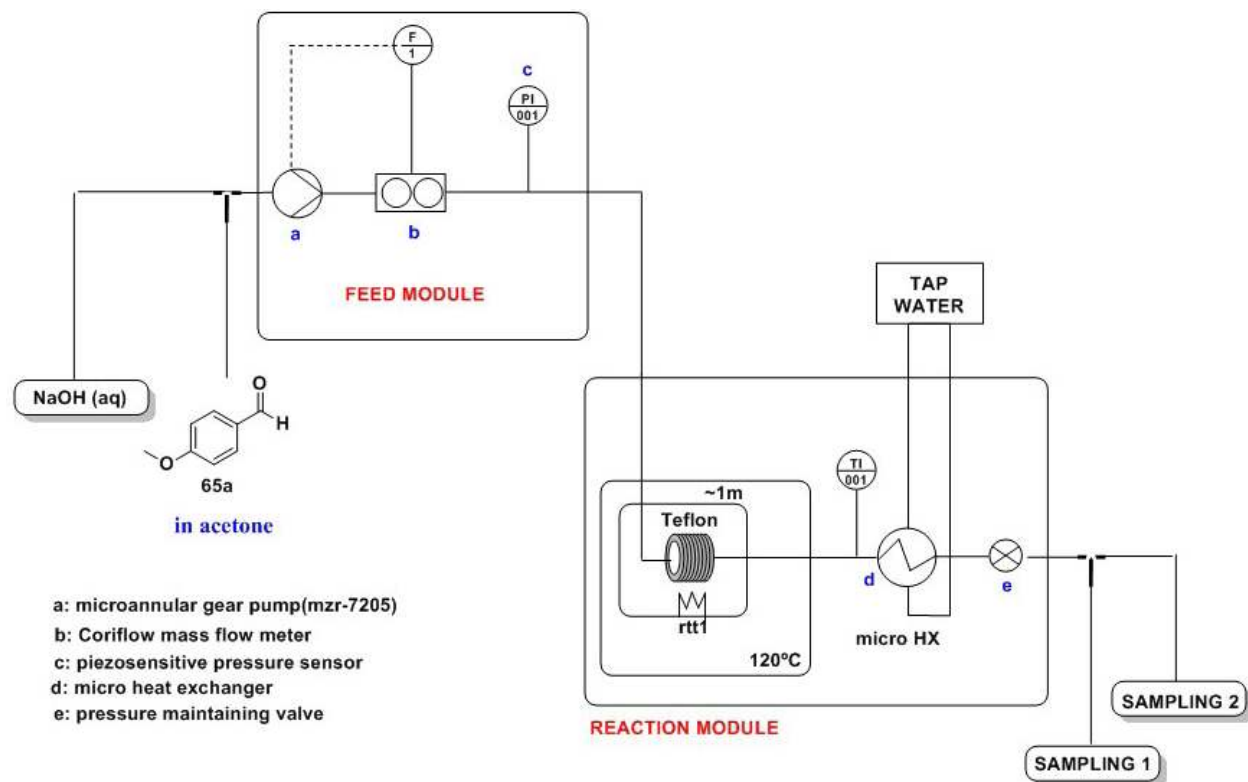 F
1
c
PI
001
a
b
FEED MODULE
TAP
WATER
NaOH (aq)
O
H
O
65a
in acetone
TI
001
~1m
Teflon
d
e
rtt1
micro HX
120ºC
a: microannular gear pump(mzr-7205)
b: Coriflow mass flow meter
c: piezosensitive pressure sensor
d: micro heat exchanger
e: pressure maintaining valve
SAMPLING 2
REACTION MODULE
SAMPLING 1